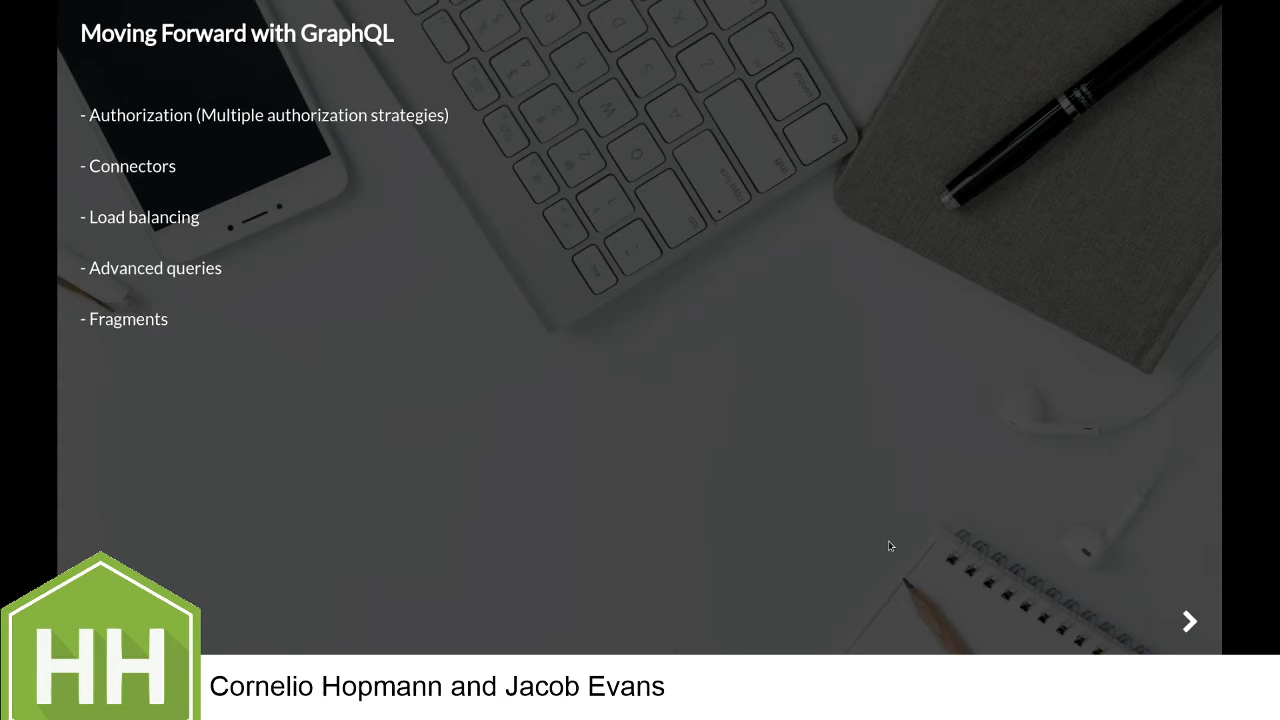 Moving Forward with GraphQL
- Authorization (Multiple authorization strategies)
- Connectors
- Load balancing
- Advanced queries
- Fragments
HH
Cornelio Hopmann and Jacob Evans